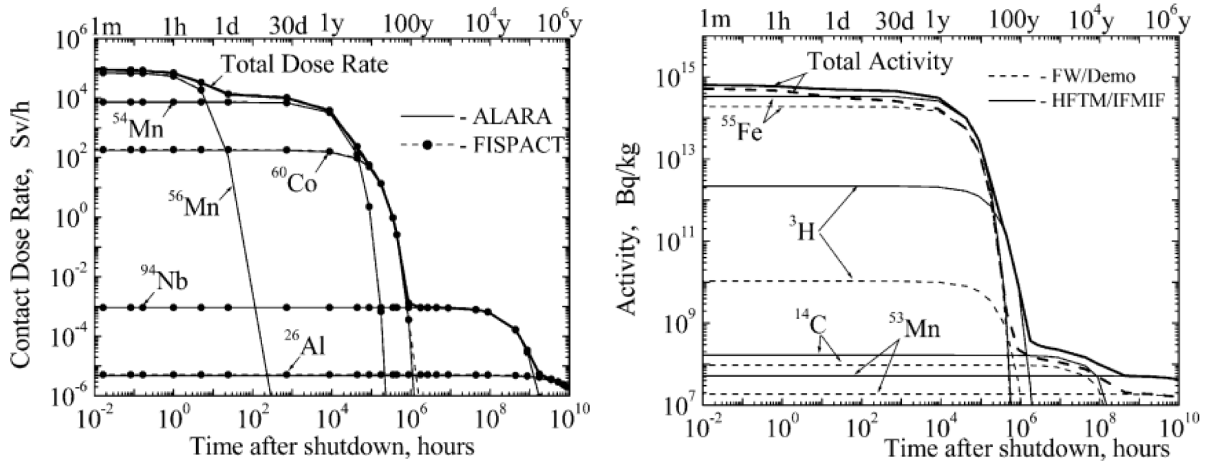 1m 1h 1d 30d 1y 100y 10⁴y 10⁶y
10⁶
10⁴
10²
10⁰
10⁻²
10⁻⁴
10⁻⁶
Contact Dose Rate, Sv/h
Total Dose Rate
⁵⁴Mn
- ALARA
- FISPACT
⁶⁰Co
⁵⁶Mn
⁹⁴Nb
²⁶Al
10⁻² 10⁰ 10² 10⁴ 10⁶ 10⁸ 10¹⁰
Time after shutdown, hours
1m 1h 1d 30d 1y 100y 10⁴y 10⁶y
10¹⁵
10¹³
10¹¹
10⁹
10⁷
Activity, Bq/kg
Total Activity
- FW/Demo
- HFTM/IFMIF
⁵⁵Fe
³H
¹⁴C
⁵³Mn
10⁻² 10⁰ 10² 10⁴ 10⁶ 10⁸ 10¹⁰
Time after shutdown, hours